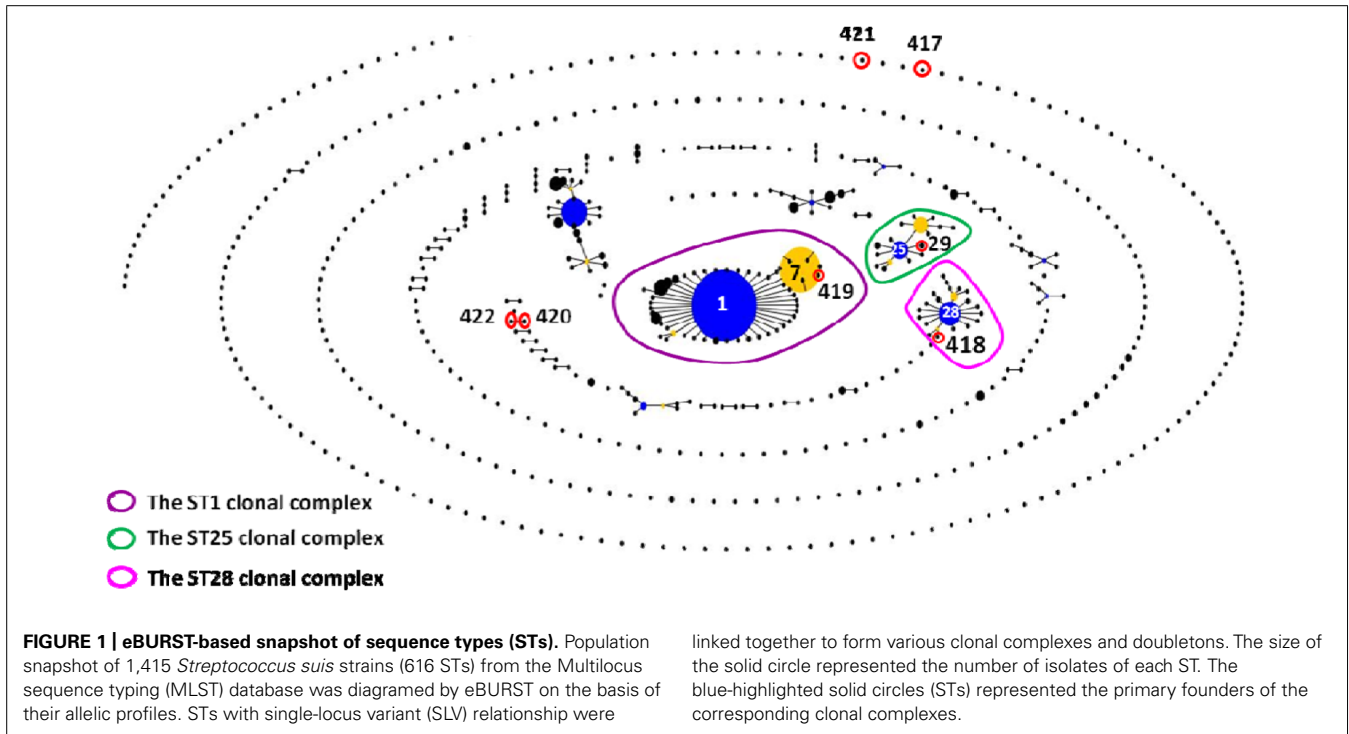 421
417
7
419
1
25
29
28
418
422
420
The ST1 clonal complex
The ST25 clonal complex
The ST28 clonal complex
FIGURE 1 | eBURST-based snapshot of sequence types (STs). Population
snapshot of 1,415 Streptococcus suis strains (616 STs) from the Multilocus
sequence typing (MLST) database was diagramed by eBURST on the basis of
their allelic profiles. STs with single-locus variant (SLV) relationship were
linked together to form various clonal complexes and doubletons. The size of
the solid circle represented the number of isolates of each ST. The
blue-highlighted solid circles (STs) represented the primary founders of the
corresponding clonal complexes.